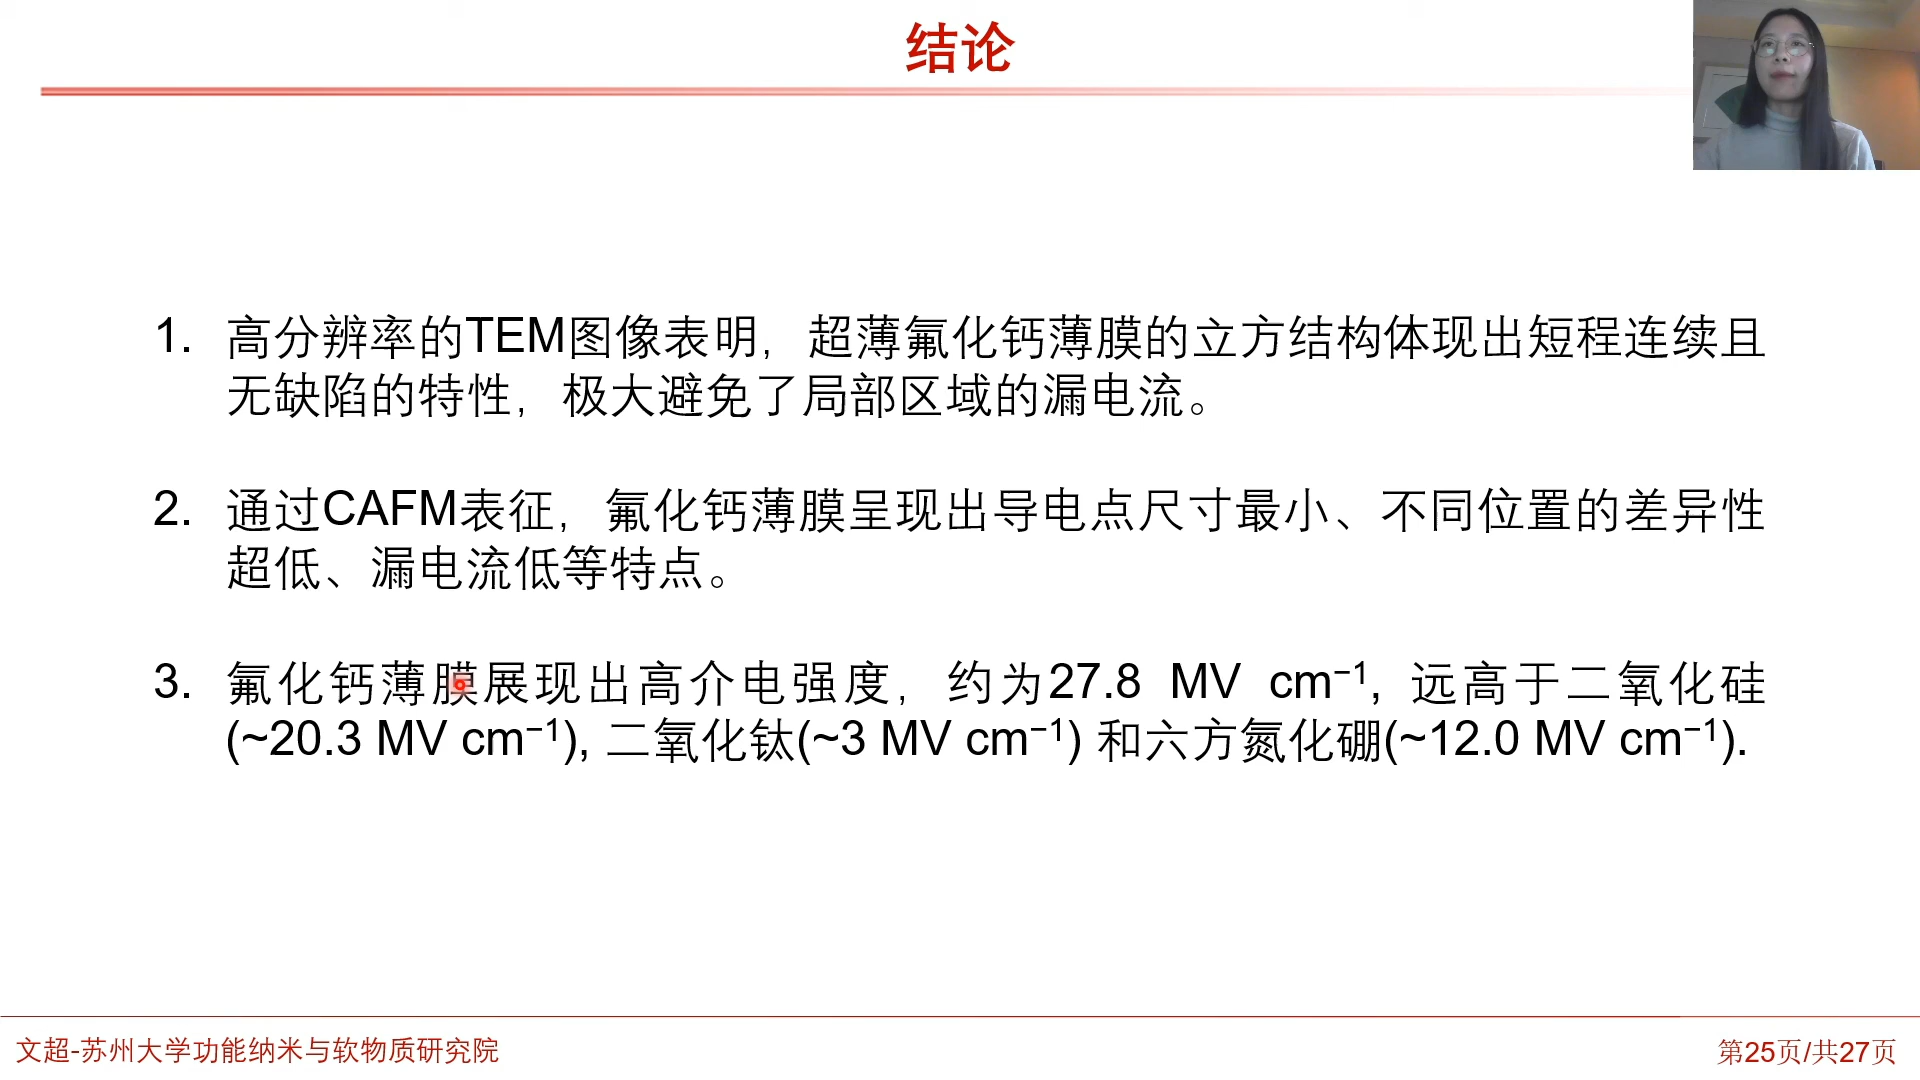 结论
1. 高分辨率的TEM图像表明，超薄氟化钙薄膜的立方结构体现出短程连续且
无缺陷的特性，极大避免了局部区域的漏电流。
2. 通过CAFM表征，氟化钙薄膜呈现出导电点尺寸最小、不同位置的差异性
超低、漏电流低等特点。
3. 氟化钙薄膜展现出高介电强度，约为27.8 MV cm⁻¹, 远高于二氧化硅
(~20.3 MV cm⁻¹), 二氧化钛(~3 MV cm⁻¹) 和六方氮化硼(~12.0 MV cm⁻¹).
文超-苏州大学功能纳米与软物质研究院
第25页/共27页